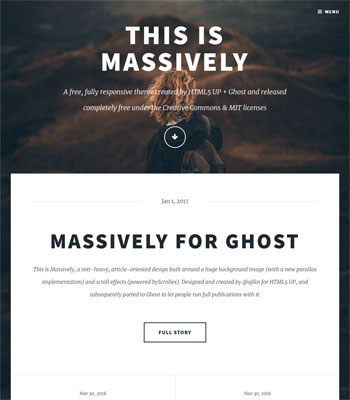 MENU
THIS IS
MASSIVELY
A free, fully responsive theme created by HTML5 UP + Ghost and released
completely free under the Creative Commons & MIT licenses
Jan 1, 2017
MASSIVELY FOR GHOST
This is Massively, a text-heavy, article-oriented design built around a huge background image (with a new parallax
implementation) and scroll effects (powered byScrollex). Designed and created by @ajlkn for HTML5 UP, and
subsequently ported to Ghost to let people run full publications with it
FULL STORY
Nov 30, 2016
Nov 30, 2016